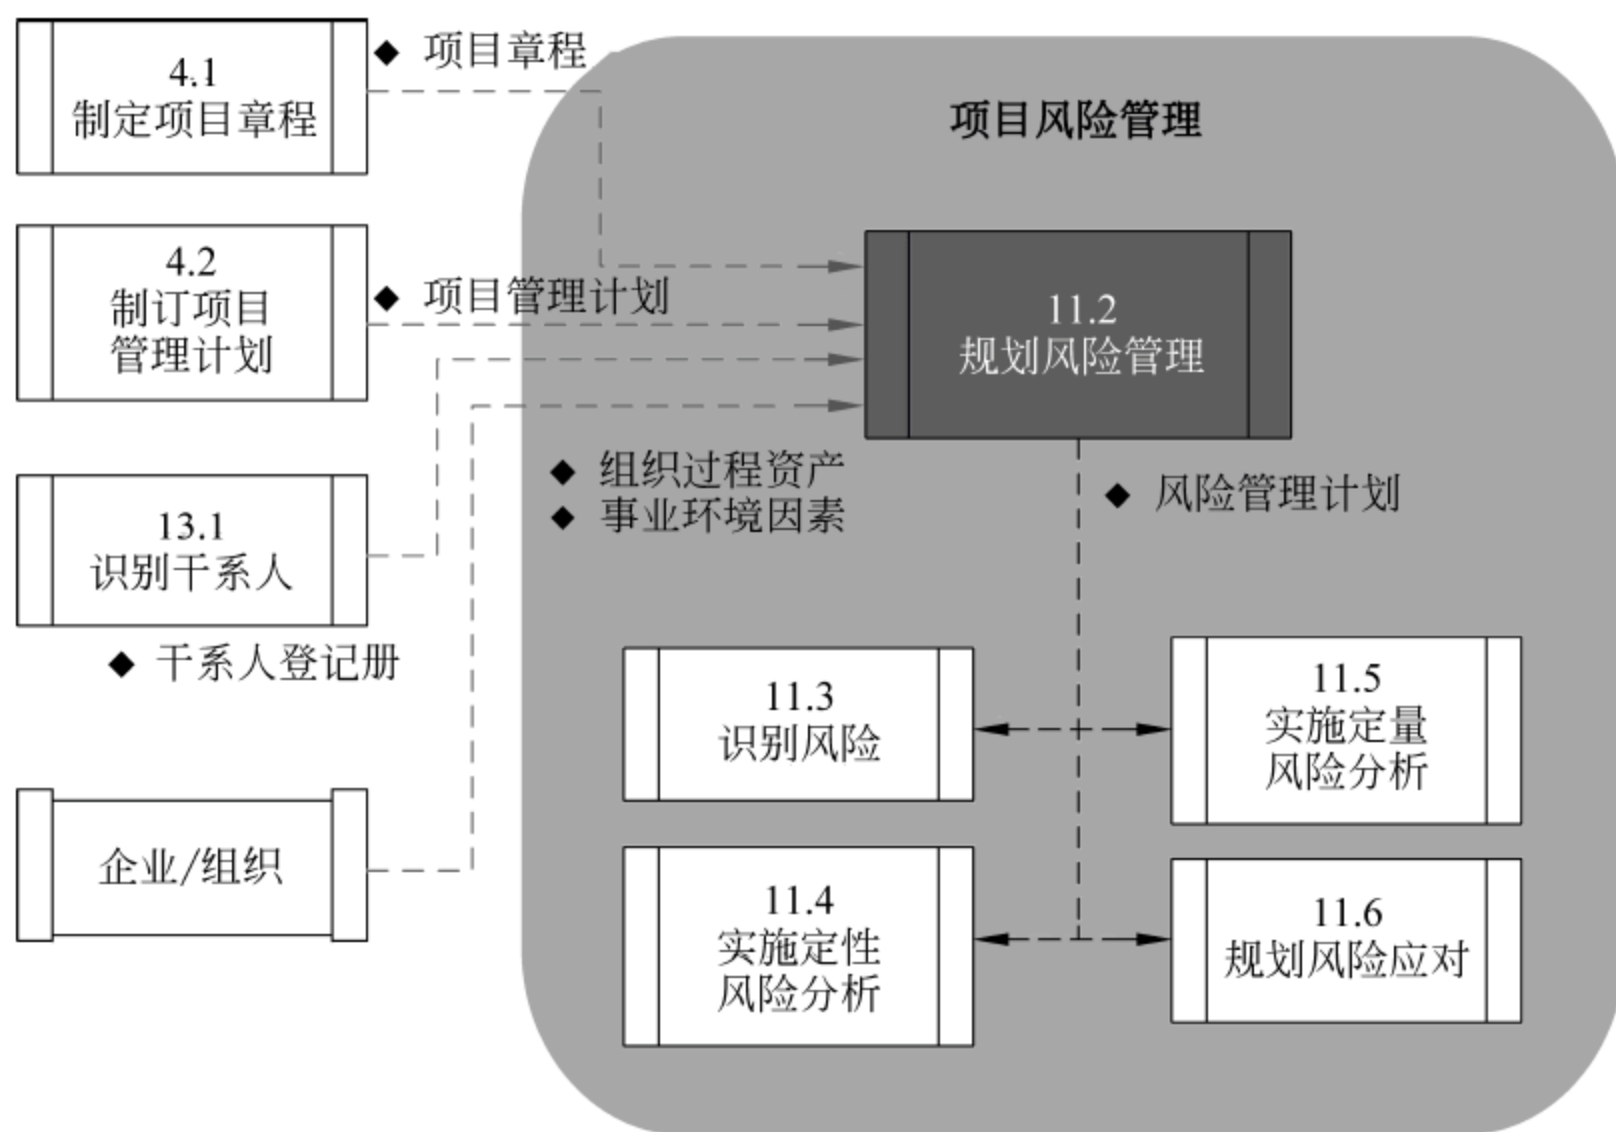 4.1
制定项目章程
◆ 项目章程
项目风险管理
4.2
制订项目
管理计划
◆ 项目管理计划
11.2
规划风险管理
◆ 组织过程资产
◆ 事业环境因素
◆ 风险管理计划
13.1
识别干系人
◆ 干系人登记册
企业/组织
11.3
识别风险
11.5
实施定量
风险分析
11.4
实施定性
风险分析
11.6
规划风险应对